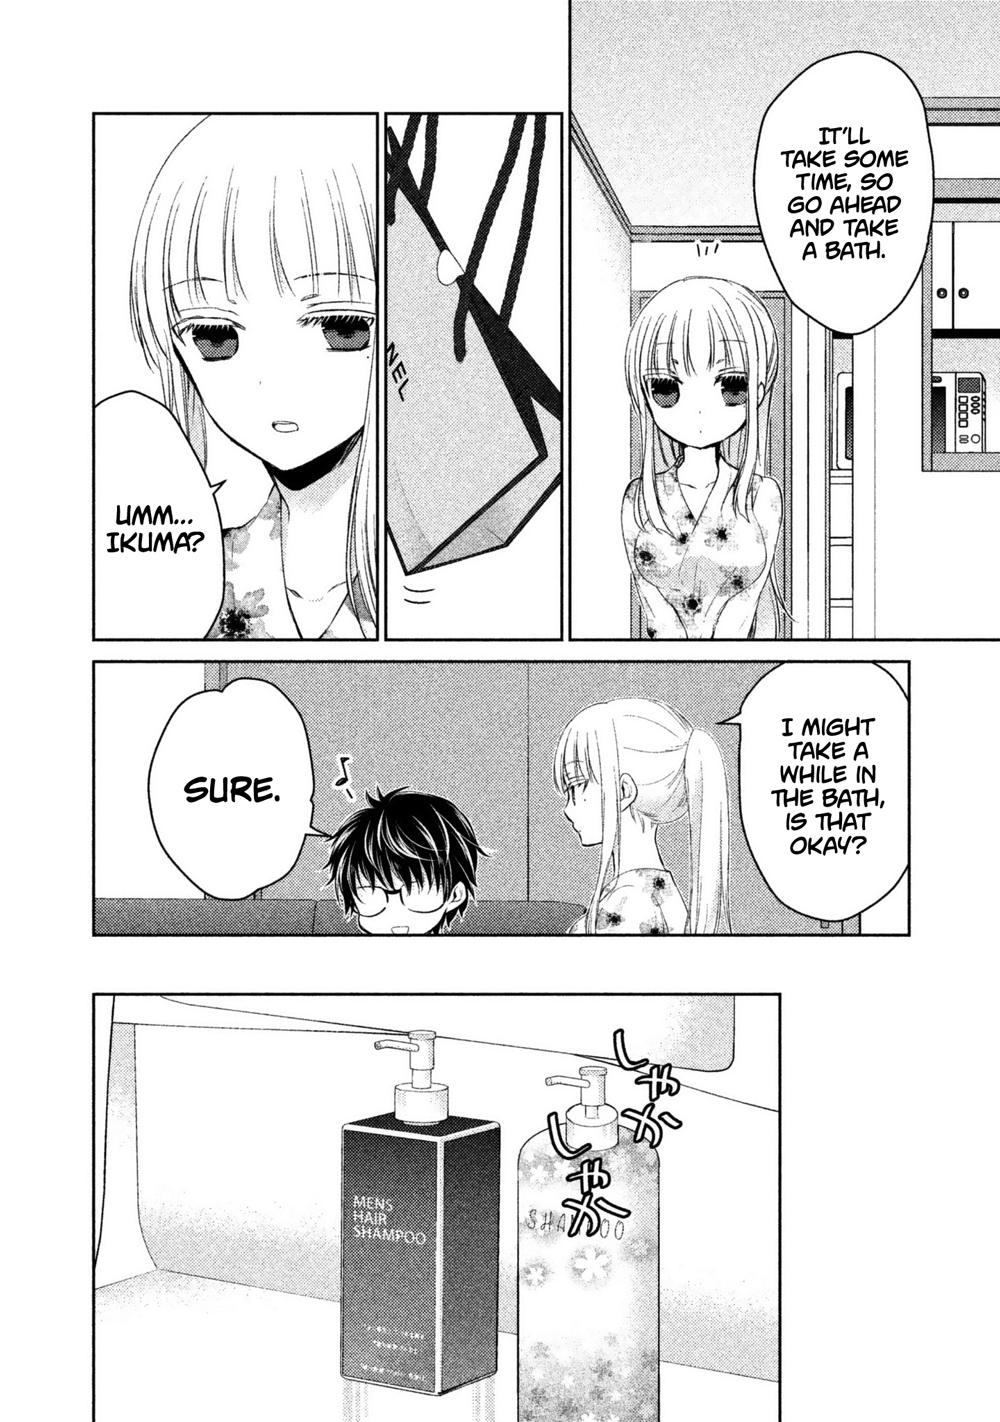 IT'LL
TAKE SOME
TIME, SO
GO AHEAD
AND TAKE
A BATH.
NEL
UMM...
IKUMA?
I MIGHT
TAKE A
WHILE IN
THE BATH,
IS THAT
OKAY?
SURE.
しゃかしゃか
MENS
HAIR
SHAMPOO